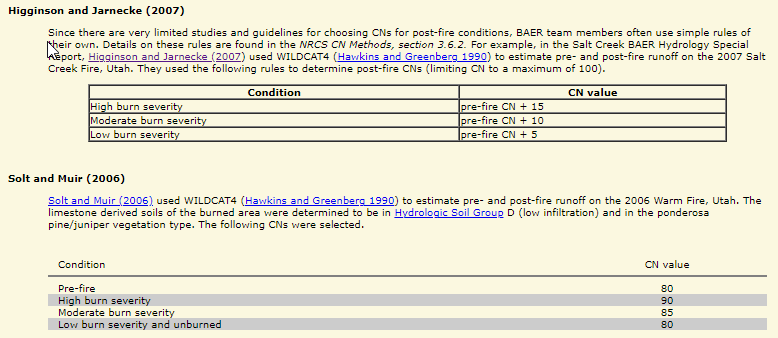 Higginson and Jarnecke (2007)
Since there are very limited studies and guidelines for choosing CNs for post-fire conditions, BAER team members often use simple rules of
their own. Details on these rules are found in the NRCS CN Methods, section 3.6.2. For example, in the Salt Creek BAER Hydrology Special
Report, Higginson and Jarnecke (2007) used WILDCAT4 (Hawkins and Greenberg 1990) to estimate pre- and post-fire runoff on the 2007 Salt
Creek Fire, Utah. They used the following rules to determine post-fire CNs (limiting CN to a maximum of 100).
Condition CN value
High burn severity pre-fire CN + 15
Moderate burn severity pre-fire CN + 10
Low burn severity pre-fire CN + 5
Solt and Muir (2006)
Solt and Muir (2006) used WILDCAT4 (Hawkins and Greenberg 1990) to estimate pre- and post-fire runoff on the 2006 Warm Fire, Utah. The
limestone derived soils of the burned area were determined to be in Hydrologic Soil Group D (low infiltration) and in the ponderosa
pine/juniper vegetation type. The following CNs were selected.
Condition CN value
Pre-fire 80
High burn severity 90
Moderate burn severity 85
Low burn severity and unburned 80